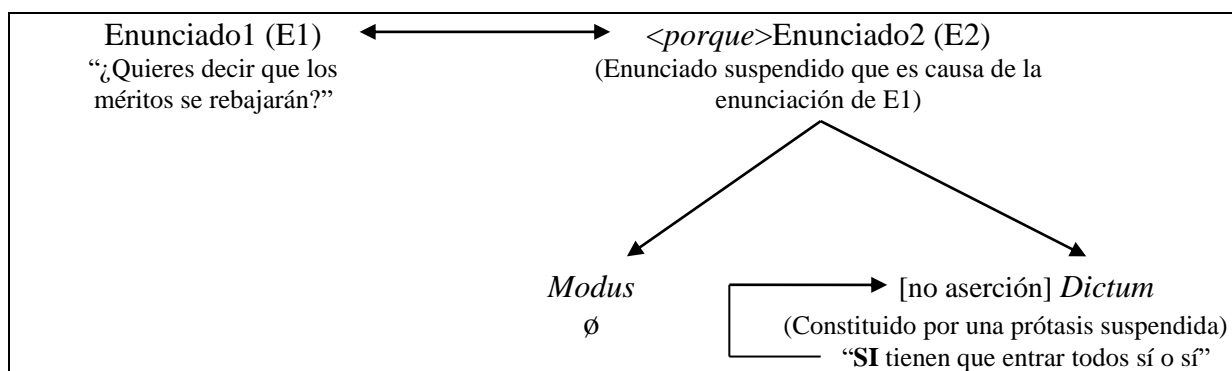 Enunciado1 (E1) <porque>Enunciado2 (E2)
“¿Quieres decir que los (Enunciado suspendido que es causa de la
méritos se rebajarán?” enunciación de E1)
Modus [no aserción] Dictum
ø (Constituido por una prótasis suspendida)
“SI tienen que entrar todos sí o sí”